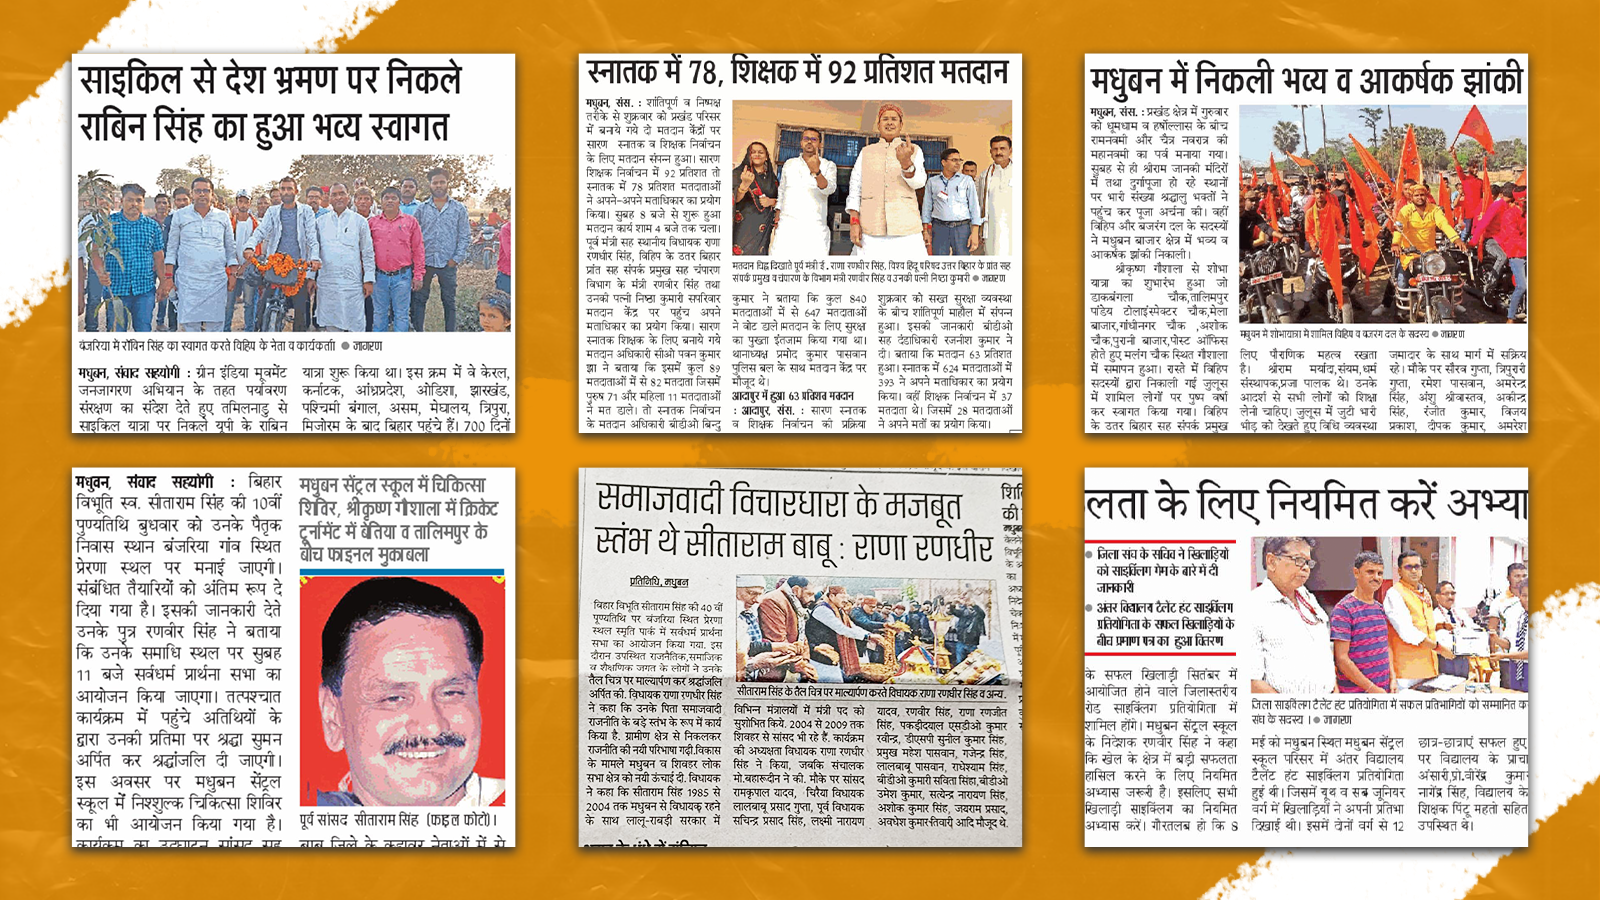 साइकिल से देश भ्रमण पर निकले
राबिन सिंह का हुआ भव्य स्वागत
बंजरिया में रॉबिन सिंह का स्वागत करते विहिप के नेता व कार्यकर्ता ● जागरण
मधुबन, संवाद सहयोगी : ग्रीन इंडिया मूवमेंट
जनजागरण अभियान के तहत पर्यावरण
संरक्षण का संदेश देते हुए तमिलनाडु से
साइकिल यात्रा पर निकले यूपी के राबिन
यात्रा शुरू किया था। इस क्रम में वे केरल,
कर्नाटक, आंध्रप्रदेश, ओडिशा, झारखंड,
पश्चिमी बंगाल, असम, मेघालय, त्रिपुरा,
मिजोरम के बाद बिहार पहुंचे हैं। 700 दिनों
स्नातक में 78, शिक्षक में 92 प्रतिशत मतदान
मधुबन, संस. : शांतिपूर्ण व निष्पक्ष
तरीके से शुक्रवार को प्रखंड परिसर
में बनाये गये दो मतदान केंद्रों पर
सारण स्नातक व शिक्षक निर्वाचन
के लिए मतदान संपन्न हुआ। सारण
शिक्षक निर्वाचन में 92 प्रतिशत तो
स्नातक में 78 प्रतिशत मतदाताओं
ने अपने-अपने मताधिकार का प्रयोग
किया। सुबह 8 बजे से शुरू हुआ
मतदान कार्य शाम 4 बजे तक चला।
पूर्व मंत्री सह स्थानीय विधायक राणा
रणधीर सिंह, विहिप के उतर बिहार
प्रांत सह संपर्क प्रमुख सह चंपारण
विभाग के मंत्री रणवीर सिंह तथा
उनकी पत्नी निष्ठा कुमारी सपरिवार
मतदान केंद्र पर पहुंच अपने
मताधिकार का प्रयोग किया। सारण
शिक्षक निर्वाचन के लिए बनाये गये
मतदान अधिकारी सीओ पवन कुमार
झा ने बताया कि इसमें कुल 89
मतदाताओं में से 82 मतदाता जिसमें
पुरुष 71 और महिला 11 मतदाताओं
ने मत डाले। तो स्नातक निर्वाचन
के मतदान अधिकारी बीडीओ बिन्दु
मतदान चिह्न दिखाते पूर्व मंत्री ई. राणा रणधीर सिंह, विश्व हिंदू परिषद उत्तर बिहार के प्रांत सह
संपर्क प्रमुख व चंपारण के विभाग मंत्री रणवीर सिंह व उनकी पत्नी निष्ठा कुमारी ● जागरण
कुमार ने बताया कि कुल 840
मतदाताओं में से 647 मतदाताओं
ने वोट डाले मतदान के लिए सुरक्षा
का पुख्ता इंतजाम किया गया था।
थानाध्यक्ष प्रमोद कुमार पासवान
पुलिस बल के साथ मतदान केंद्र पर
मौजूद थे।
आदापुर में हुआ 63 प्रतिशत मतदान
: आदापुर, संस. : सारण स्नातक
व शिक्षक निर्वाचन की प्रक्रिया
शुक्रवार को सख्त सुरक्षा व्यवस्था
के बीच शांतिपूर्ण माहौल में संपन्न
हुआ। इसकी जानकारी बीडीओ
सह दंडाधिकारी रजनीश कुमार ने
दी। बताया कि मतदान 63 प्रतिशत
हुआ। स्नातक में 624 मतदाता में
393 ने अपने मताधिकार का प्रयोग
किया। वहीं शिक्षक निर्वाचन में 37
मतदाता थे। जिसमें 28 मतदाताओं
ने अपने मतों का प्रयोग किया।
मधुबन में निकली भव्य व आकर्षक झांकी
मधुबन, संस. : प्रखंड क्षेत्र में गुरुवार
को धूमधाम व हर्षोल्लास के बीच
रामनवमी और चैत्र नवरात्र की
महानवमी का पर्व मनाया गया।
सुबह से ही श्रीराम जानकी मंदिरों
में तथा दुर्गापूजा हो रहे स्थानों
पर भारी संख्या श्रद्धालु भक्तों ने
पहुंच कर पूजा अर्चना की। वहीं
विहिप और बजरंग दल के सदस्यों
ने मधुबन बाजार क्षेत्र में भव्य व
आकर्षक झांकी निकाली।
श्रीकृष्ण गौशाला से शोभा
यात्रा का शुभारंभ हुआ जो
डाकबंगला चौक,तालिमपुर
पांडेय टोलाइंस्पेक्टर चौक,मेला
बाजार,गांधीनगर चौक ,अशोक
चौक,पुरानी बाजार,पोस्ट ऑफिस
होते हुए मलंग चौक स्थित गौशाला
में समापन हुआ। रास्ते में विहिप
सदस्यों द्वारा निकाली गई जुलूस
में शामिल लोगों पर पुष्प वर्षा
कर स्वागत किया गया। विहिप
के उतर बिहार सह संपर्क प्रमुख
मधुबन में शोभायात्रा में शामिल विहिप व बजरंग दल के सदस्य ● जागरण
लिए पौराणिक महत्व रखता
है। श्रीराम मर्यादा,संयम,धर्म
संस्थापक,प्रजा पालक थे। उनके
आदर्श से सभी लोगों को शिक्षा
लेनी चाहिए। जुलूस में जुटी भारी
भीड़ को देखते हुए विधि व्यवस्था
जमादार के साथ मार्ग में सक्रिय
रहे। मौके पर सौरव गुप्ता, त्रिपुरारी
गुप्ता, रमेश पासवान, अमरेन्द्र
सिंह, अंशु श्रीवास्तव, अकीन्द्र
सिंह, रंजीत कुमार, विजय
प्रकाश, दीपक कुमार, अमरेश
मधुवन, संवाद सहयोगी : बिहार
विभूति स्व. सीताराम सिंह की 10वीं
पुण्यतिथि बुधवार को उनके पैतृक
निवास स्थान बंजरिया गांव स्थित
प्रेरणा स्थल पर मनाई जाएगी।
संबंधित तैयारियों को अंतिम रूप दे
दिया गया है। इसकी जानकारी देते
उनके पुत्र रणवीर सिंह ने बताया
कि उनके समाधि स्थल पर सुबह
11 बजे सर्वधर्म प्रार्थना सभा का
आयोजन किया जाएगा। तत्पश्चात
कार्यक्रम में पहुंचे अतिथियों के
द्वारा उनकी प्रतिमा पर श्रद्धा सुमन
अर्पित कर श्रद्धांजलि दी जाएगी।
इस अवसर पर मधुबन सेंट्रल
स्कूल में निश्शुल्क चिकित्सा शिविर
का भी आयोजन किया गया है।
कार्यक्रम का उद्घाटन सांसद सह
मधुबन सेंट्रल स्कूल में चिकित्सा
शिविर, श्रीकृष्ण गौशाला में क्रिकेट
टूर्नामेंट में बेतिया व तालिमपुर के
बीच फाइनल मुकाबला
पूर्व सांसद सीताराम सिंह (फाइल फोटो)।
बाब जिले के कद्दावर नेताओं में से
समाजवादी विचारधारा के मजबूत
स्तंभ थे सीताराम बाबू : राणा रणधीर
प्रतिनिधि, मधुबन
बिहार विभूति सीताराम सिंह की 40 वीं
पूण्यतिथि पर बंजरिया स्थित प्रेरणा
स्थल स्मृति पार्क में सर्वधर्म प्रार्थना
सभा का आयोजन किया गया. इस
दौरान उपस्थित राजनैतिक,समाजिक
व शैक्षणिक जगत के लोगों ने उनके
तैल चित्र पर माल्यार्पण कर श्रद्धांजलि
अर्पित की. विधायक राणा रणधीर सिंह
ने कहा कि उनके पिता समाजवादी
राजनीति के बड़े स्तंभ के रूप में कार्य
किया है. ग्रामीण क्षेत्र से निकलकर
राजनीति की नयी परिभाषा गढ़ी.विकास
के मामले मधुबन व शिवहर लोक
सभा क्षेत्र को नयी ऊंचाई दी. विधायक
ने कहा कि सीताराम सिंह 1985 से
2004 तक मधुबन से विधायक रहने
के साथ लालू-राबड़ी सरकार में
सीताराम सिंह के तैल चित्र पर माल्यार्पण करते विधायक राणा रणधीर सिंह व अन्य.
विभिन्न मंत्रालयों में मंत्री पद को
सुशोभित किये. 2004 से 2009 तक
शिवहर से सांसद भी रहे हैं. कार्यक्रम
की अध्यक्षता विधायक राणा रणधीर
सिंह ने किया, जबकि संचालक
मो.बहारूदीन ने की. मौके पर सांसद
रामकृपाल यादव, चिरैया विधायक
लालबाबू प्रसाद गुप्ता, पूर्व विधायक
सचिन्द्र प्रसाद सिंह, लक्ष्मी नारायण
यादव, रणवीर सिंह, राणा रणजीत
सिंह, पकड़ीदयाल एसडीओ कुमार
रवीन्द्र, डीएसपी सुनील कुमार सिंह,
प्रमुख महेश पासवान, गजेन्द्र सिंह,
लालबाबू पासवान, राधेश्याम सिंह,
बीडीओ कुमारी सविता सिंहा,बीडीओ
उमेश कुमार, सत्येन्द्र नारायण सिंह,
अशोक कुमार सिंह, जयराम प्रसाद,
अवधेश कुमार तिवारी आदि मौजूद थे.
लता के लिए नियमित करें अभ्या
● जिला संघ के सचिव ने खिलाड़ियों
को साइक्लिंग गेम के बारे में दी
जानकारी
● अंतर विद्यालय टैलेंट हंट साइक्लिंग
प्रतियोगिता के सफल खिलाड़ियों के
बीच प्रमाण पत्र का हुआ वितरण
के सफल खिलाड़ी सितंबर में
आयोजित होने वाले जिलास्तरीय
रोड साइक्लिंग प्रतियोगिता में
शामिल होंगे। मधुबन सेंट्रल स्कूल
के निदेशक रणवीर सिंह ने कहा
कि खेल के क्षेत्र में बड़ी सफलता
हासिल करने के लिए नियमित
अभ्यास जरूरी है। इसलिए सभी
खिलाड़ी साइक्लिंग का नियमित
अभ्यास करें। गौरतलब हो कि 8
जिला साइक्लिंग टैलेंट हंट प्रतियोगिता में सफल प्रतिभागियों को सम्मानित क
संघ के सदस्य । ● जागरण
मई को मधुबन स्थित मधुबन सेंट्रल
स्कूल परिसर में अंतर विद्यालय
टैलेंट हंट साइक्लिंग प्रतियोगिता
हुई थी। जिसमें यूथ व सब जूनियर
वर्ग में खिलाड़ियों ने अपनी प्रतिभा
दिखाई थी। इसमें दोनों वर्ग से 12
छात्र-छात्राएं सफल हुए
पर विद्यालय के प्राचा
अंसारी,प्रो.वीरेंद्र कुमा
नागेंद्र सिंह, विद्यालय के
शिक्षक पिंटू महतो सहित
उपस्थित थे।